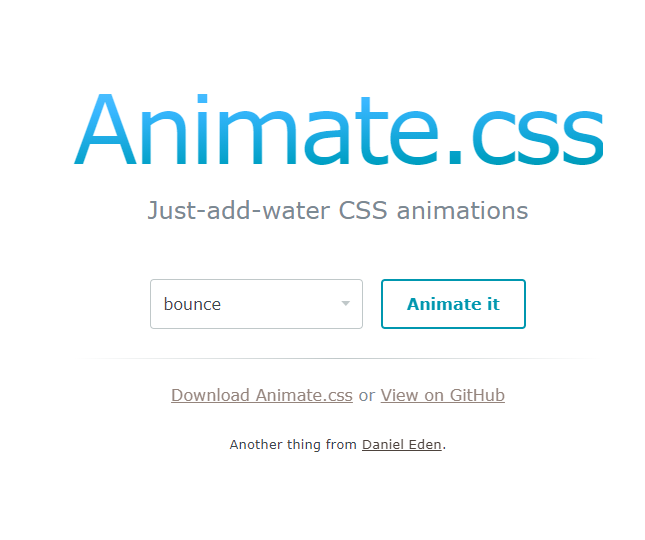 Animate.css
Just-add-water CSS animations
bounce Animate it
Download Animate.css or View on GitHub
Another thing from Daniel Eden.